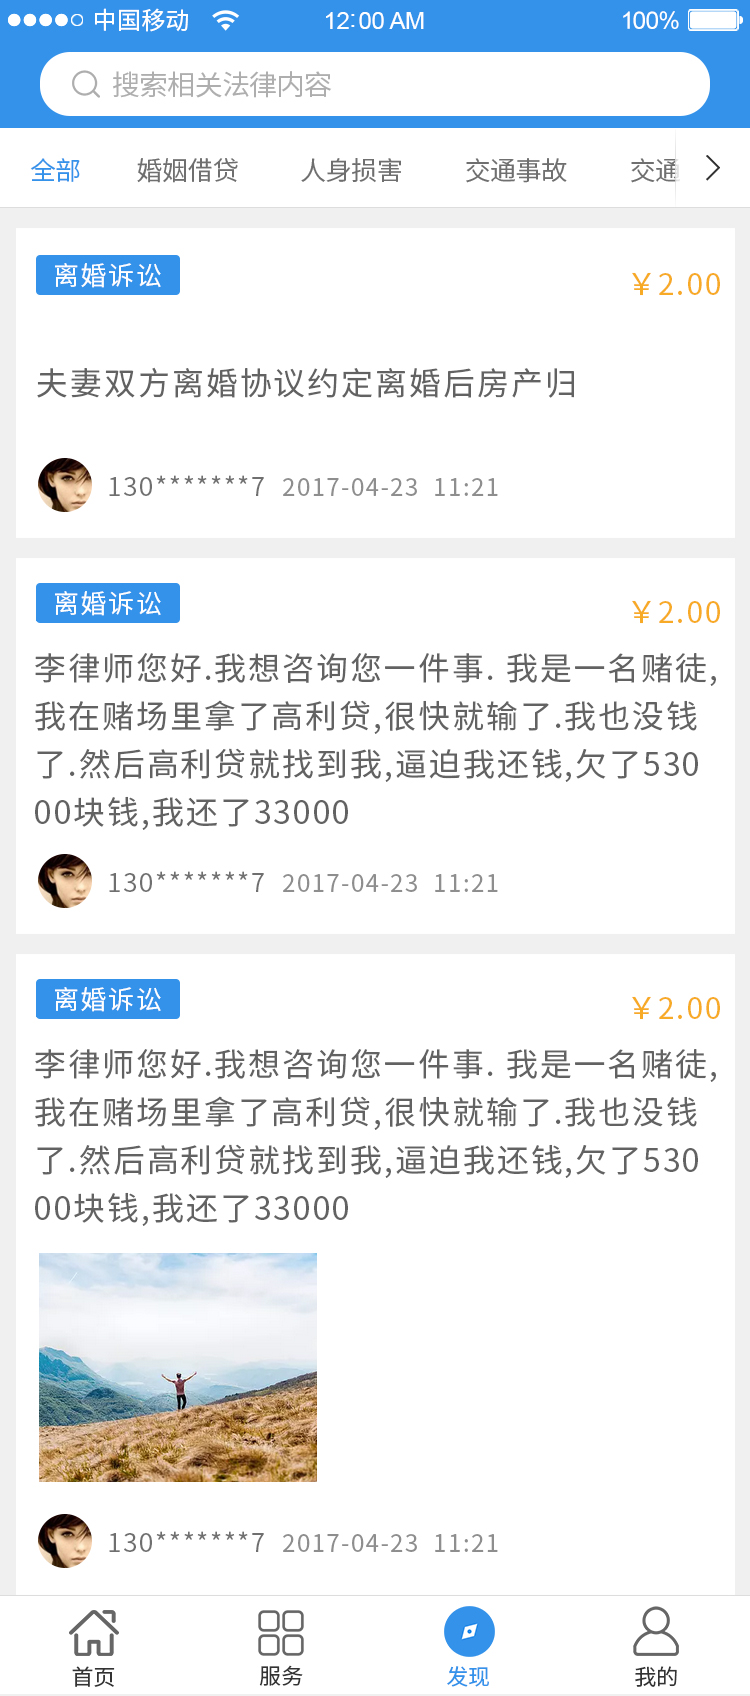 中国移动 12:00 AM 100%
搜索相关法律内容
全部 婚姻借贷 人身损害 交通事故 交通
离婚诉讼
￥2.00
夫妻双方离婚协议约定离婚后房产归
130*******7 2017-04-23 11:21
离婚诉讼
￥2.00
李律师您好.我想咨询您一件事. 我是一名赌徒,
我在赌场里拿了高利贷,很快就输了.我也没钱
了.然后高利贷就找到我,逼迫我还钱,欠了530
00块钱,我还了33000
130*******7 2017-04-23 11:21
离婚诉讼
￥2.00
李律师您好.我想咨询您一件事. 我是一名赌徒,
我在赌场里拿了高利贷,很快就输了.我也没钱
了.然后高利贷就找到我,逼迫我还钱,欠了530
00块钱,我还了33000
130*******7 2017-04-23 11:21
首页 服务 发现 我的